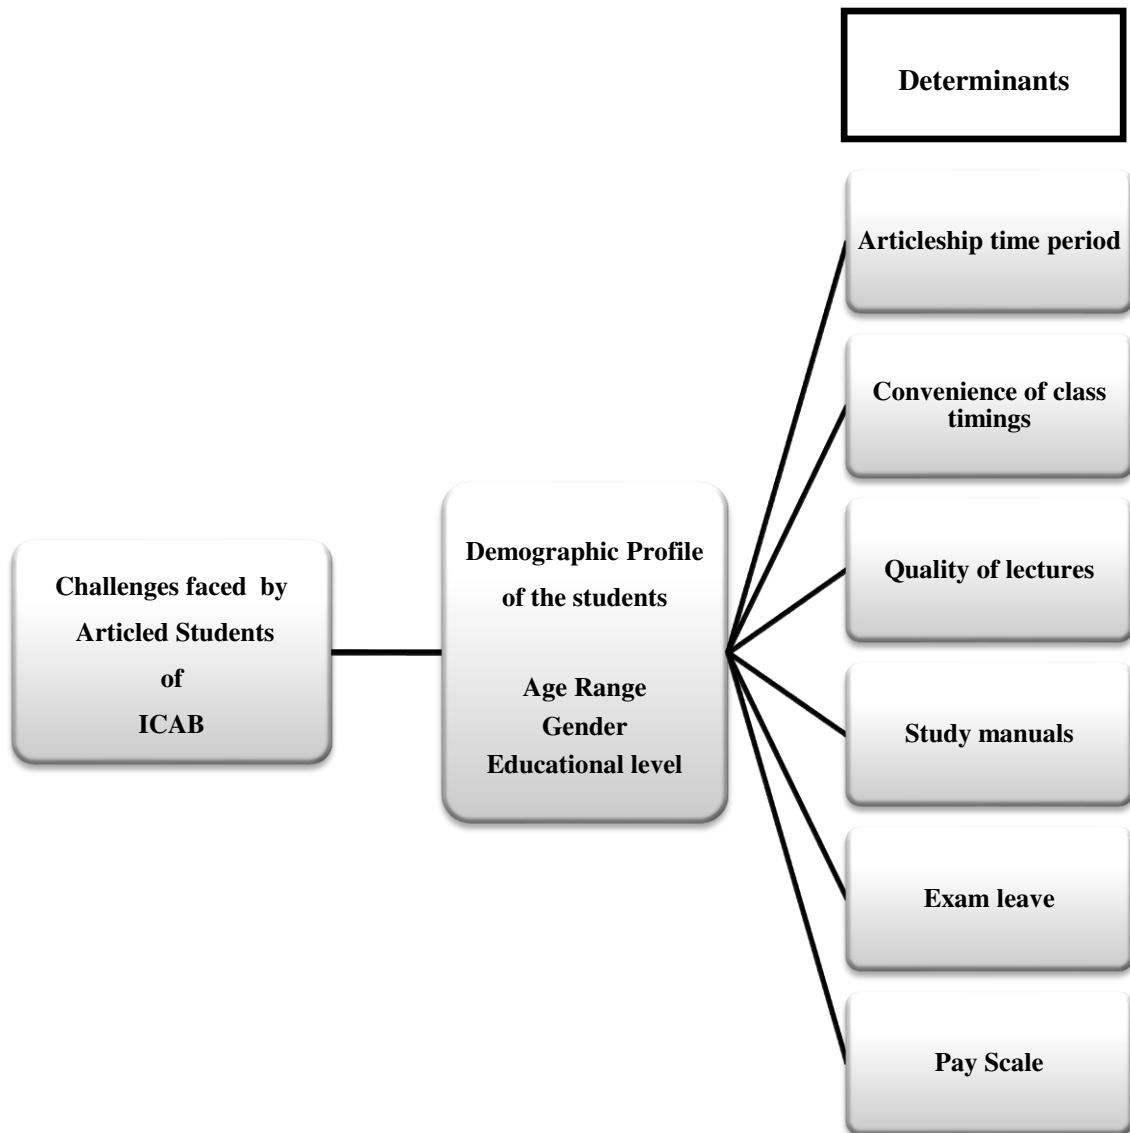 Determinants
Articleship time period
Convenience of class
timings
Quality of lectures
Study manuals
Exam leave
Pay Scale
Demographic Profile
of the students
Age Range
Gender
Educational level
Challenges faced by
Articled Students
of
ICAB